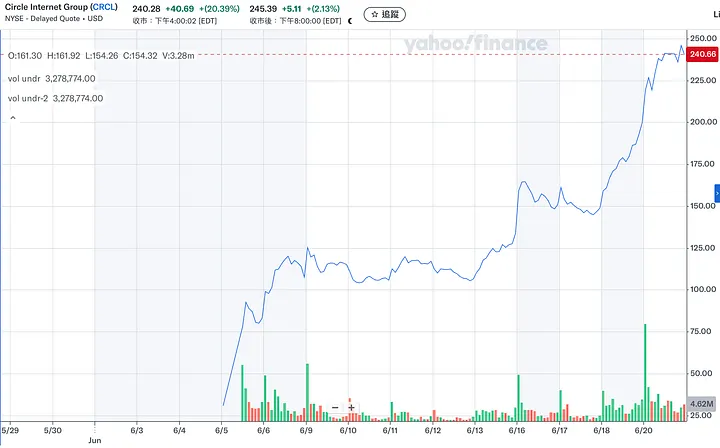 Circle Internet Group (CRCL)
NYSE - Delayed Quote • USD
240.28 +40.69 (+20.39%)
收市：下午4:00:02 [EDT]
245.39 +5.11 (+2.13%)
收市後：下午8:00:00 [EDT]
☆ 追蹤
Li
yahoo!finance
O:161.30 H:161.92 L:154.26 C:154.32 V:3.28m
vol undr 3,278,774.00
vol undr-2 3,278,774.00
250.00
240.66
225.00
200.00
175.00
150.00
125.00
100.00
75.00
50.00
4.62M
25.00
5/29 5/30 6/3 6/4 6/5 6/6 6/9 6/10 6/11 6/12 6/13 6/16 6/17 6/18 6/20
Jun